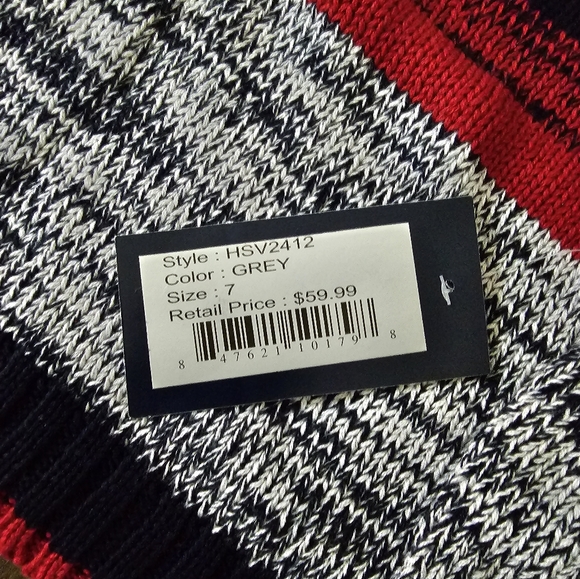 Style : HSV2412
Color : GREY
Size : 7
Retail Price : $59.99
8 47621 10179 8